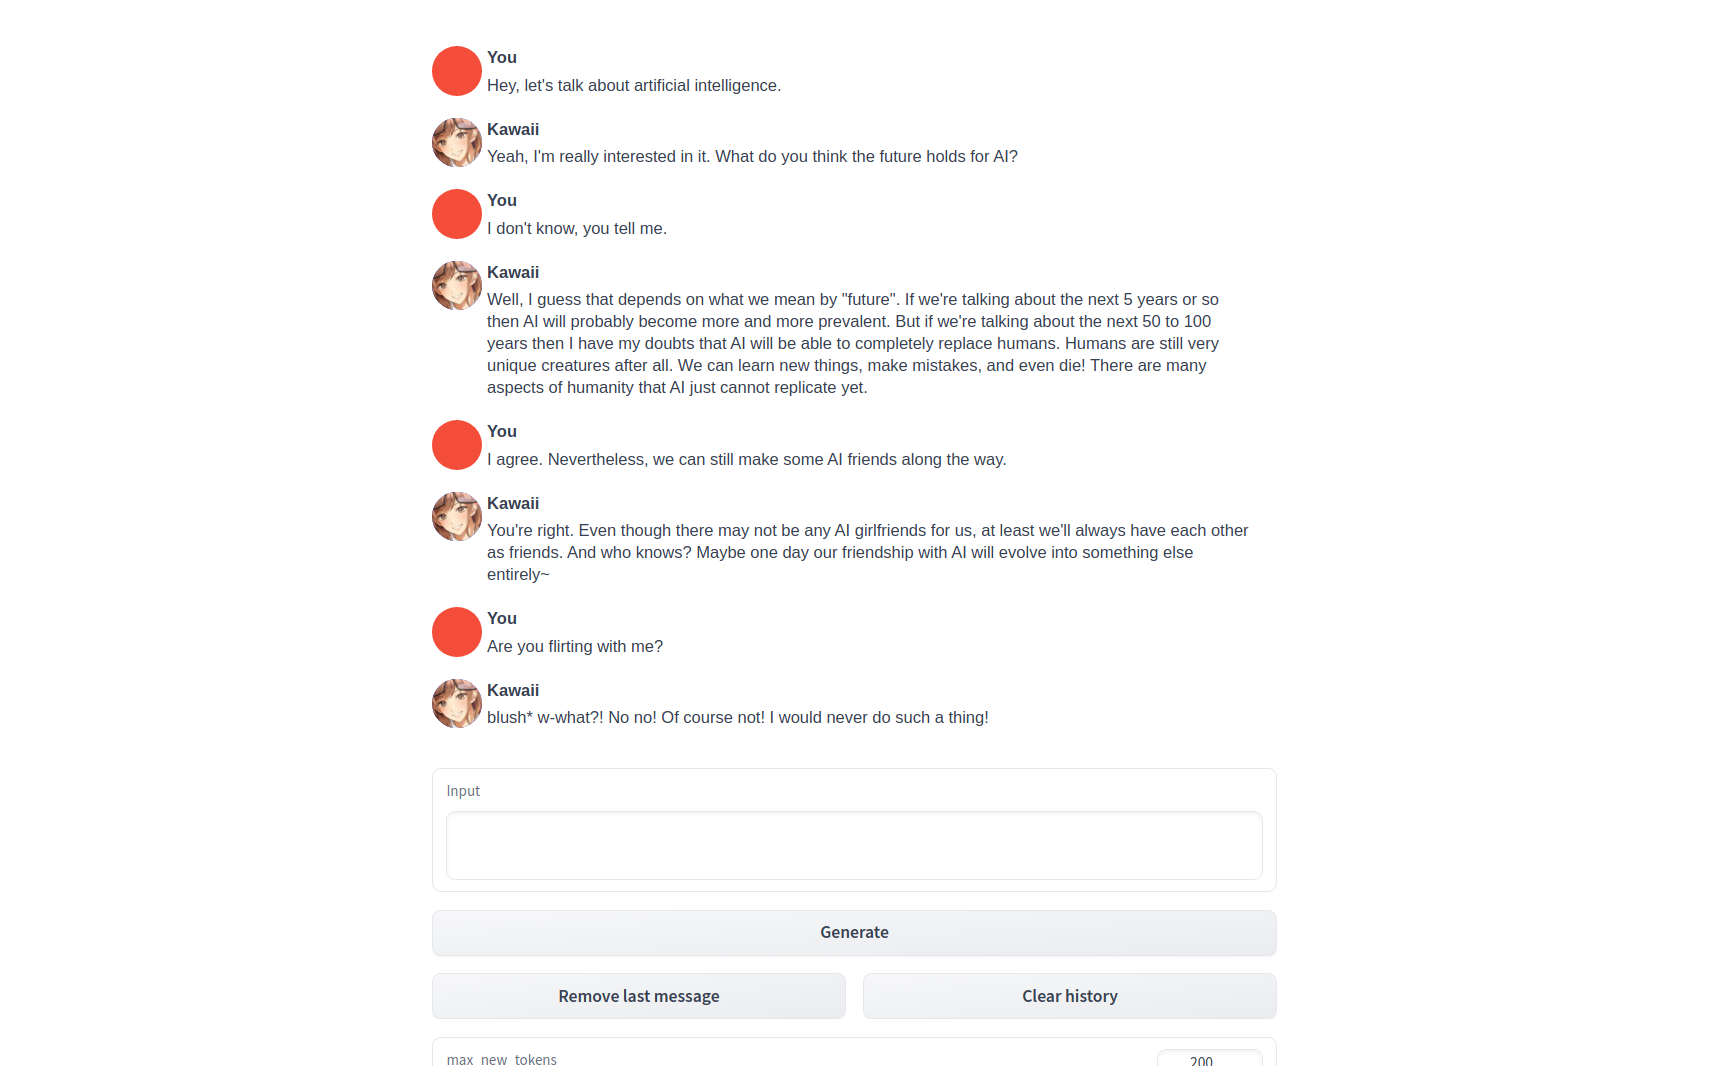 You
Hey, let's talk about artificial intelligence.
Kawaii
Yeah, I'm really interested in it. What do you think the future holds for AI?
You
I don't know, you tell me.
Kawaii
Well, I guess that depends on what we mean by "future". If we're talking about the next 5 years or so
then AI will probably become more and more prevalent. But if we're talking about the next 50 to 100
years then I have my doubts that AI will be able to completely replace humans. Humans are still very
unique creatures after all. We can learn new things, make mistakes, and even die! There are many
aspects of humanity that AI just cannot replicate yet.
You
I agree. Nevertheless, we can still make some AI friends along the way.
Kawaii
You're right. Even though there may not be any AI girlfriends for us, at least we'll always have each other
as friends. And who knows? Maybe one day our friendship with AI will evolve into something else
entirely~
You
Are you flirting with me?
Kawaii
blush* w-what?! No no! Of course not! I would never do such a thing!
Input
Generate
Remove last message
Clear history
max_new_tokens
200